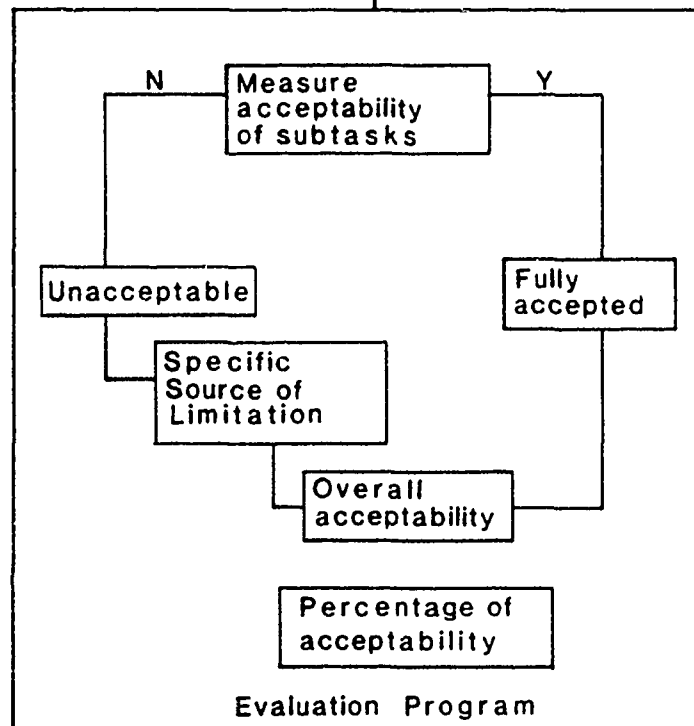 N
Measure
acceptability
of subtasks
Y
Unacceptable
Fully
accepted
Specific
Source of
Limitation
Overall
acceptability
Percentage of
acceptability
Evaluation Program